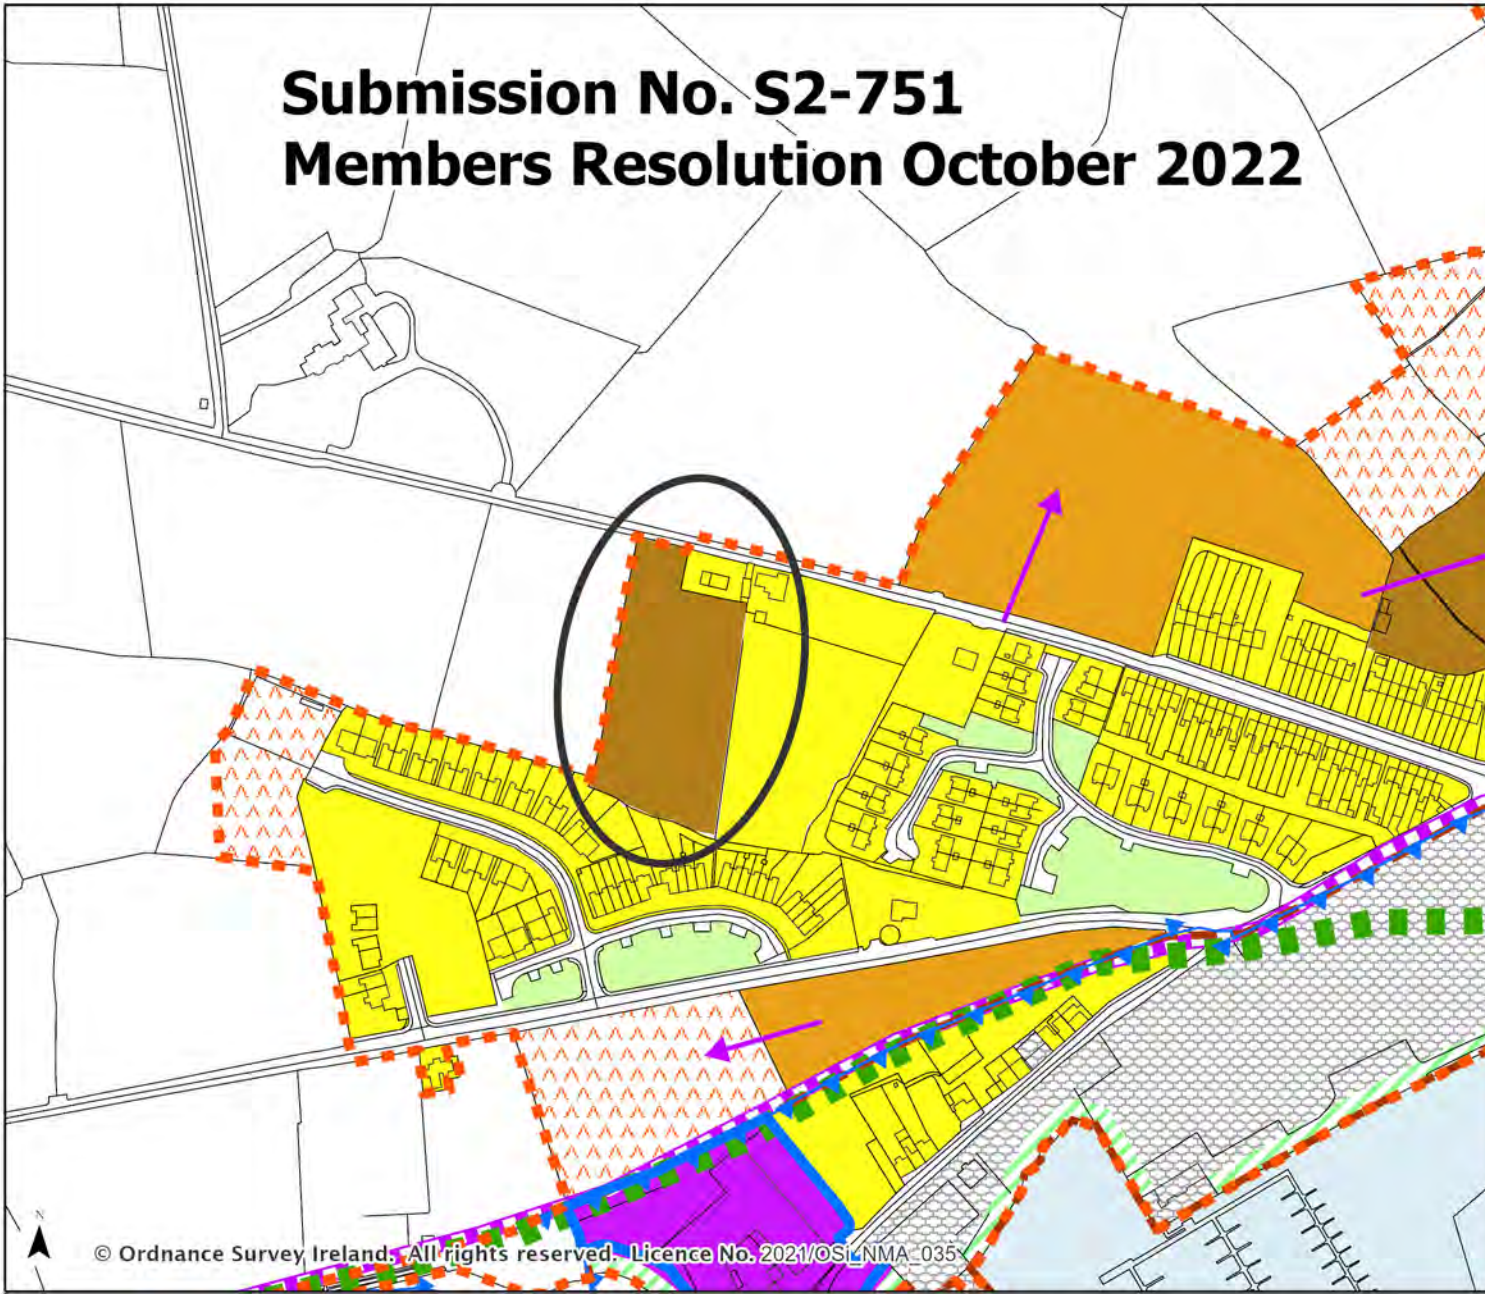 Submission No. S2-751
Members Resolution October 2022
N
© Ordnance Survey Ireland. All rights reserved. Licence No. 2021/OSi_NMA_035